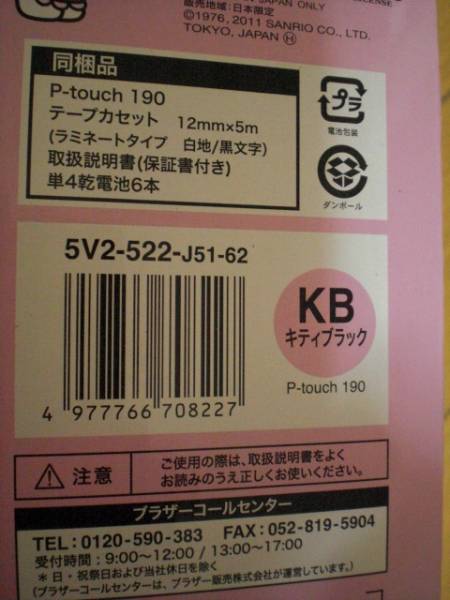 JAPAN ONLY
LICENSE
販売地域:日本限定
©1976, 2011 SANRIO CO., LTD.
TOKYO, JAPAN Ⓗ
同梱品
P-touch 190
テープカセット 12mm×5m
(ラミネートタイプ 白地/黒文字)
取扱説明書(保証書付き)
単4乾電池6本
プラ
電池包装
ダンボール
5V2-522-J51-62
4 977766 708227
KB
キティブラック
P-touch 190
注意
ご使用の際は、取扱説明書をよく
お読みのうえ正しくお使いください。
ブラザーコールセンター
TEL:0120-590-383 FAX:052-819-5904
受付時間:9:00～12:00 / 13:00～17:00
*日・祝祭日および当社休日を除く
(ブラザーコールセンターは、ブラザー販売株式会社が運営しています。)